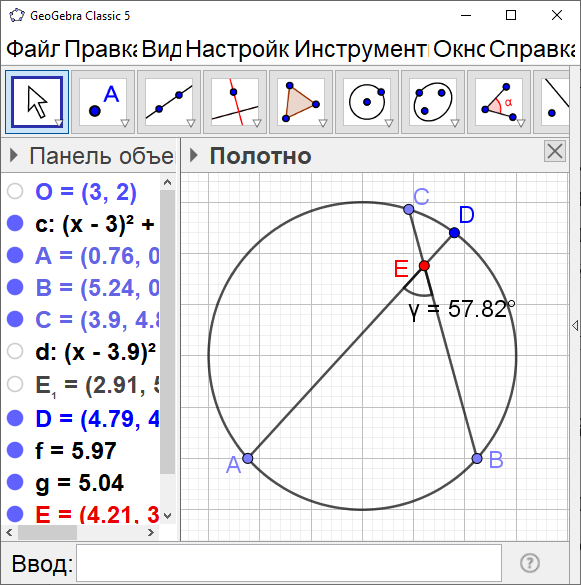 GeoGebra Classic 5
Файл Правка Вид Настройк Инструмент Окно Справка
A
α
Панель объе
Полотно
O = (3, 2)
c: (x - 3)² +
A = (0.76, 0
B = (5.24, 0
C = (3.9, 4.8
d: (x - 3.9)²
E₁ = (2.91, 5
D = (4.79, 4
f = 5.97
g = 5.04
E = (4.21, 3
C
D
E
γ = 57.82°
A
B
Ввод: